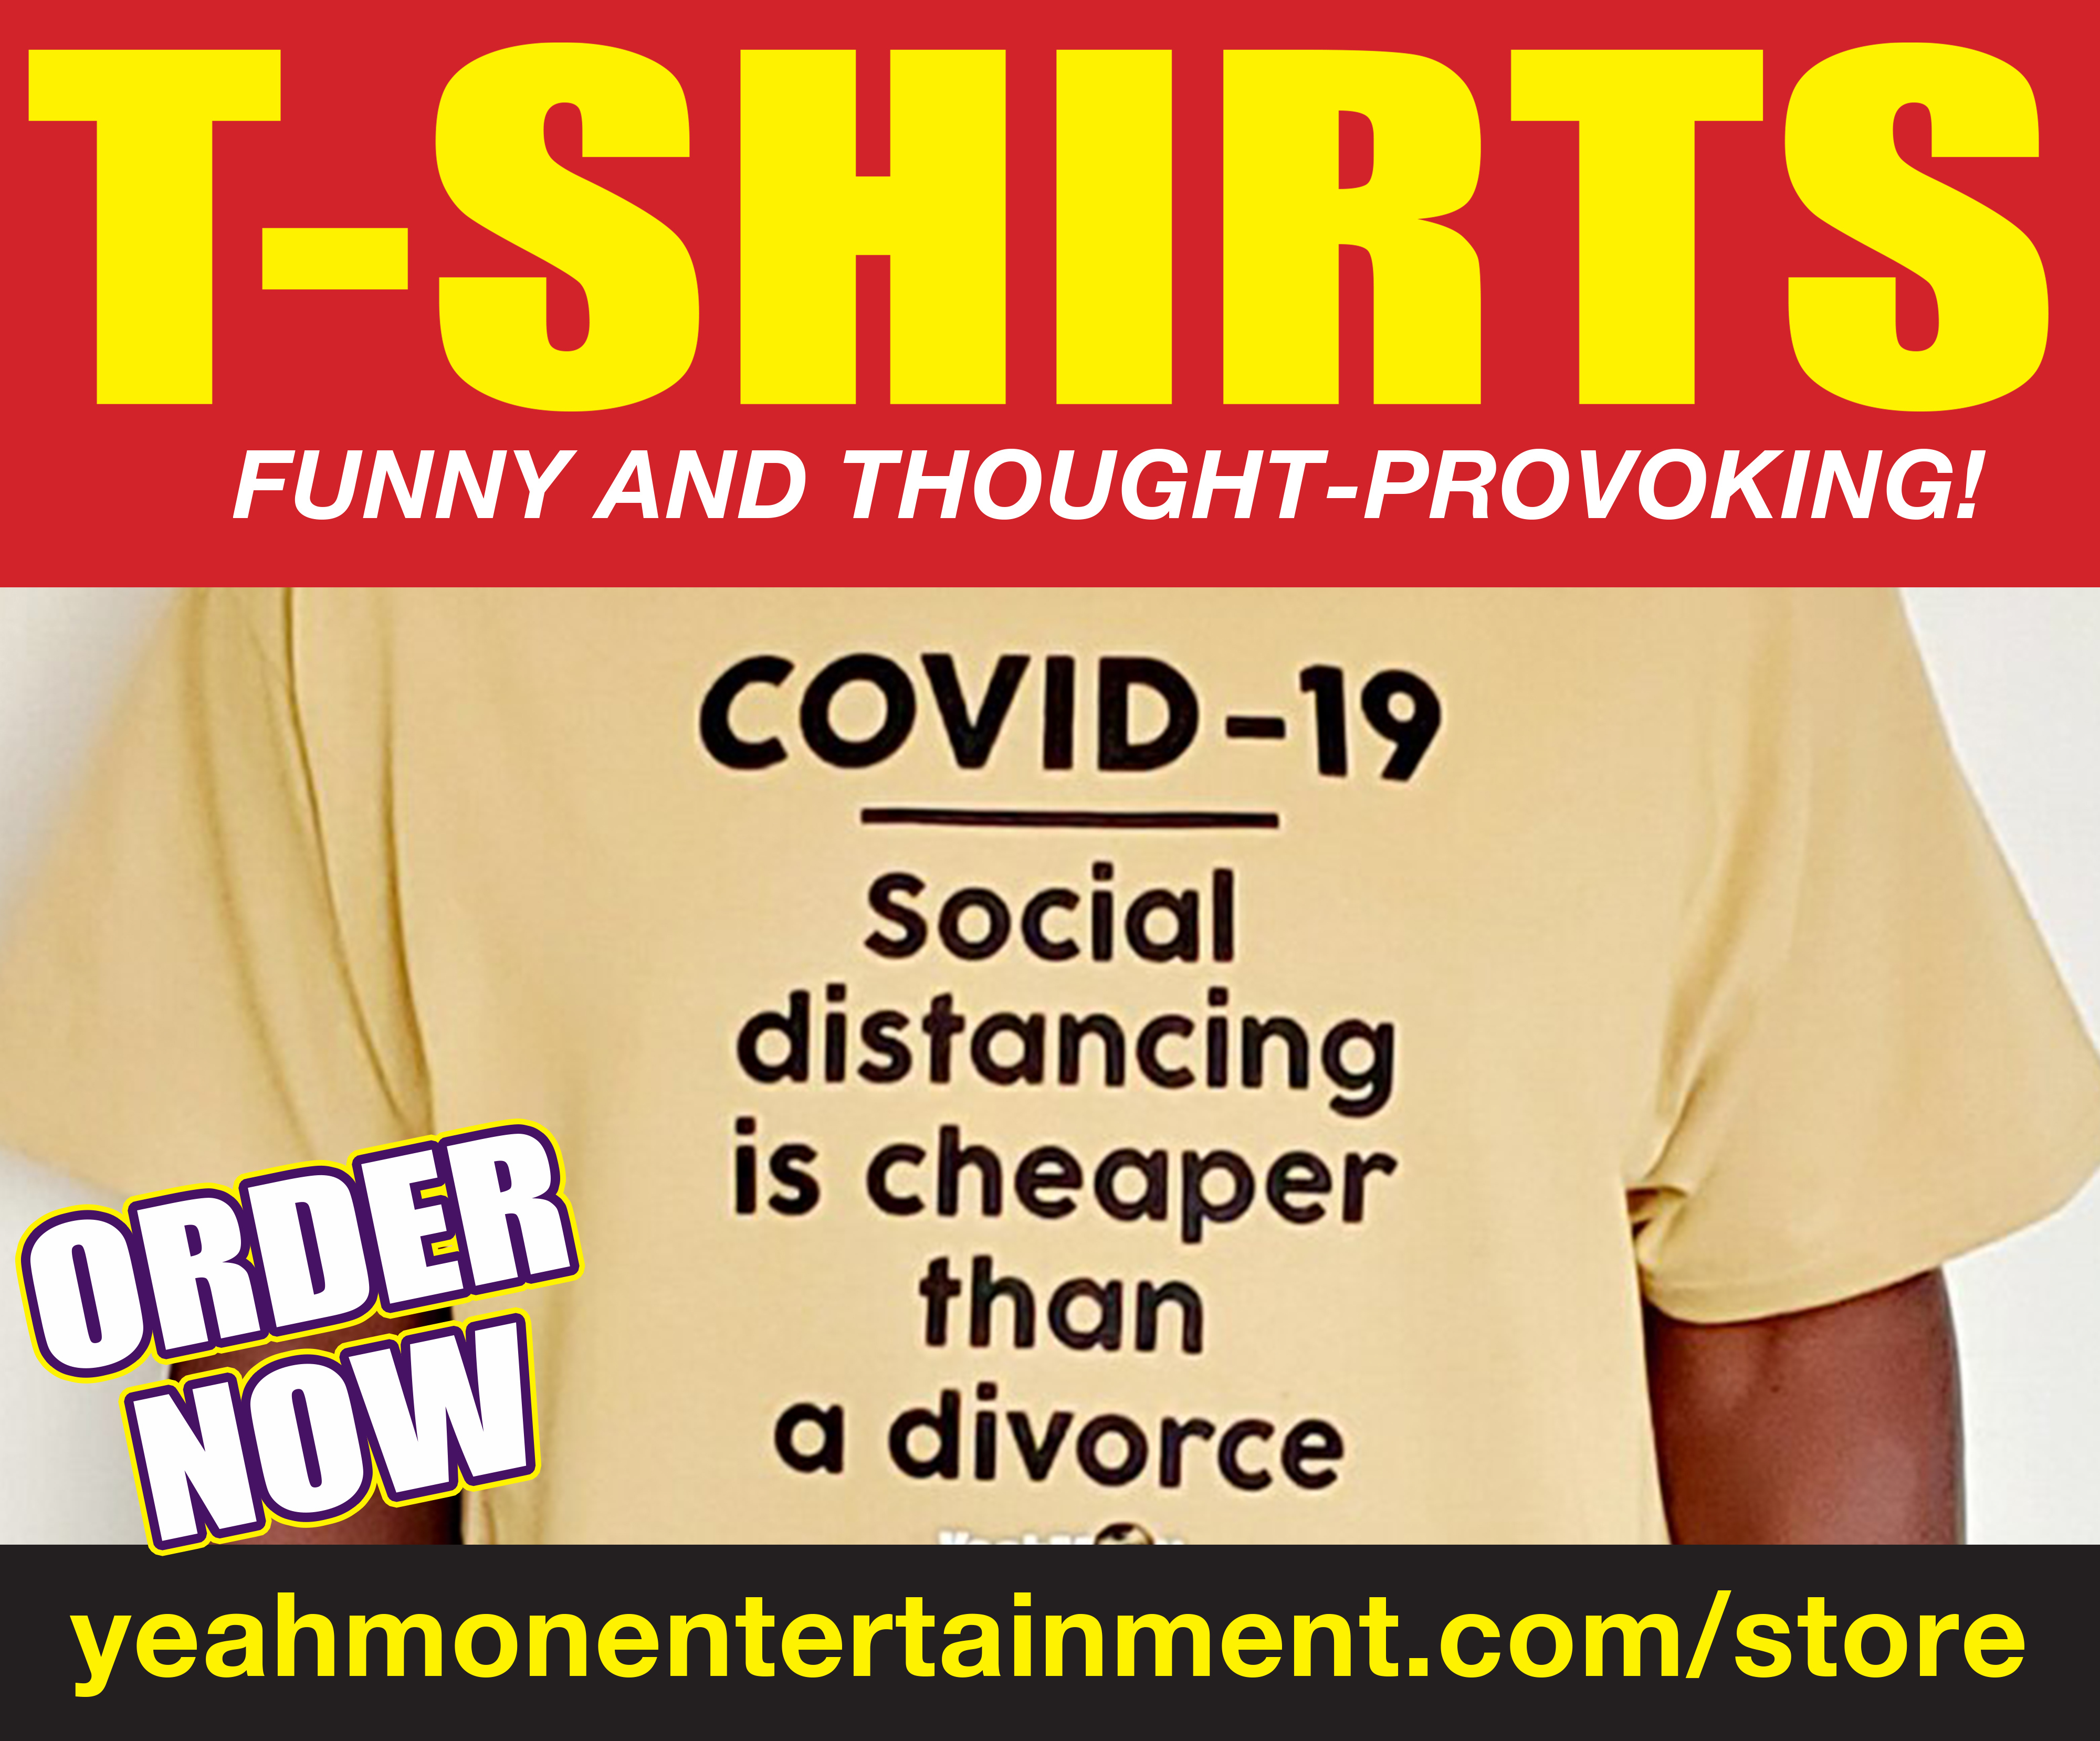 T-SHIRTS
FUNNY AND THOUGHT-PROVOKING!
COVID-19
Social
distancing
is cheaper
than
a divorce
ORDER
NOW
yeahmonentertainment.com/store